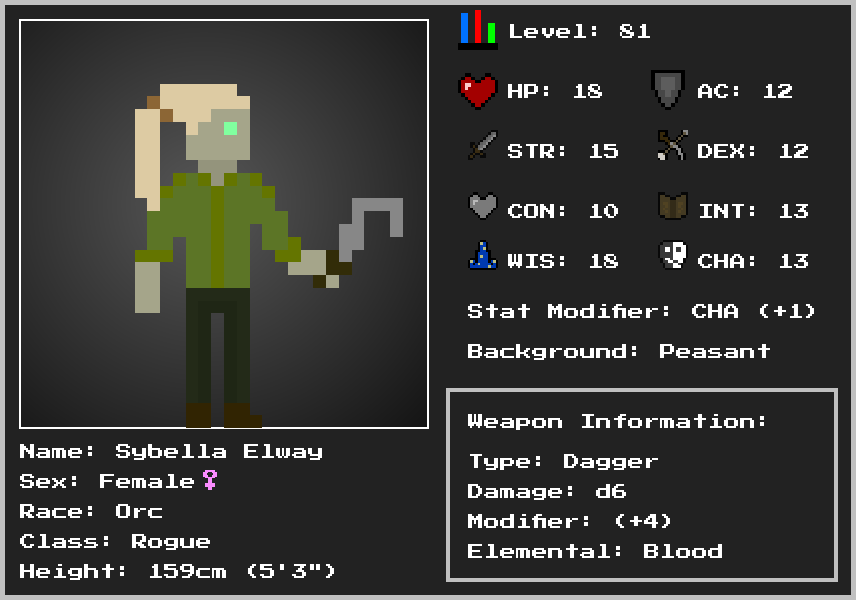 Level: 81
HP: 18
AC: 12
STR: 15
DEX: 12
CON: 10
INT: 13
WIS: 18
CHA: 13
Stat Modifier: CHA (+1)
Background: Peasant
Weapon Information:
Type: Dagger
Damage: d6
Modifier: (+4)
Elemental: Blood
Name: Sybella Elway
Sex: Female♀
Race: Orc
Class: Rogue
Height: 159cm (5'3")